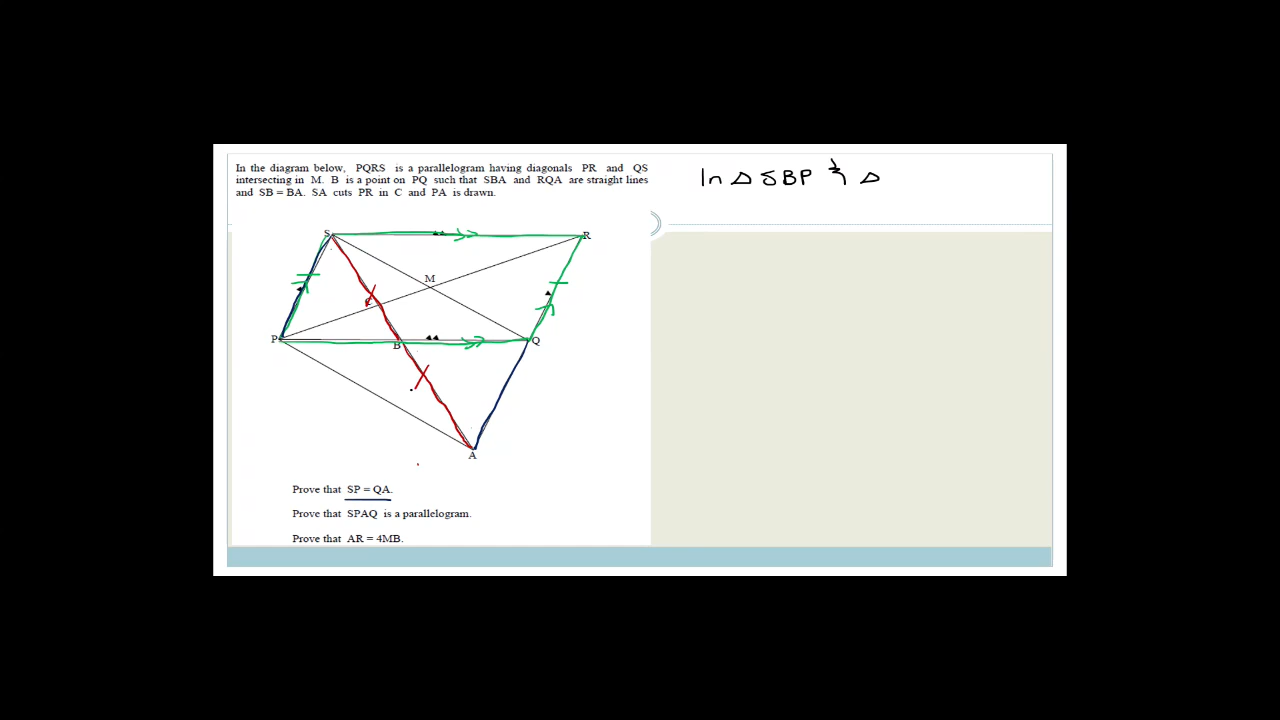 In the diagram below, PQRS is a parallelogram having diagonals PR and QS
intersecting in M. B is a point on PQ such that SBA and RQA are straight lines
and SB = BA. SA cuts PR in C and PA is drawn.
In Δ SBP & Δ
S
R
M
C
P
B
Q
A
Prove that SP = QA.
Prove that SPAQ is a parallelogram.
Prove that AR = 4MB.